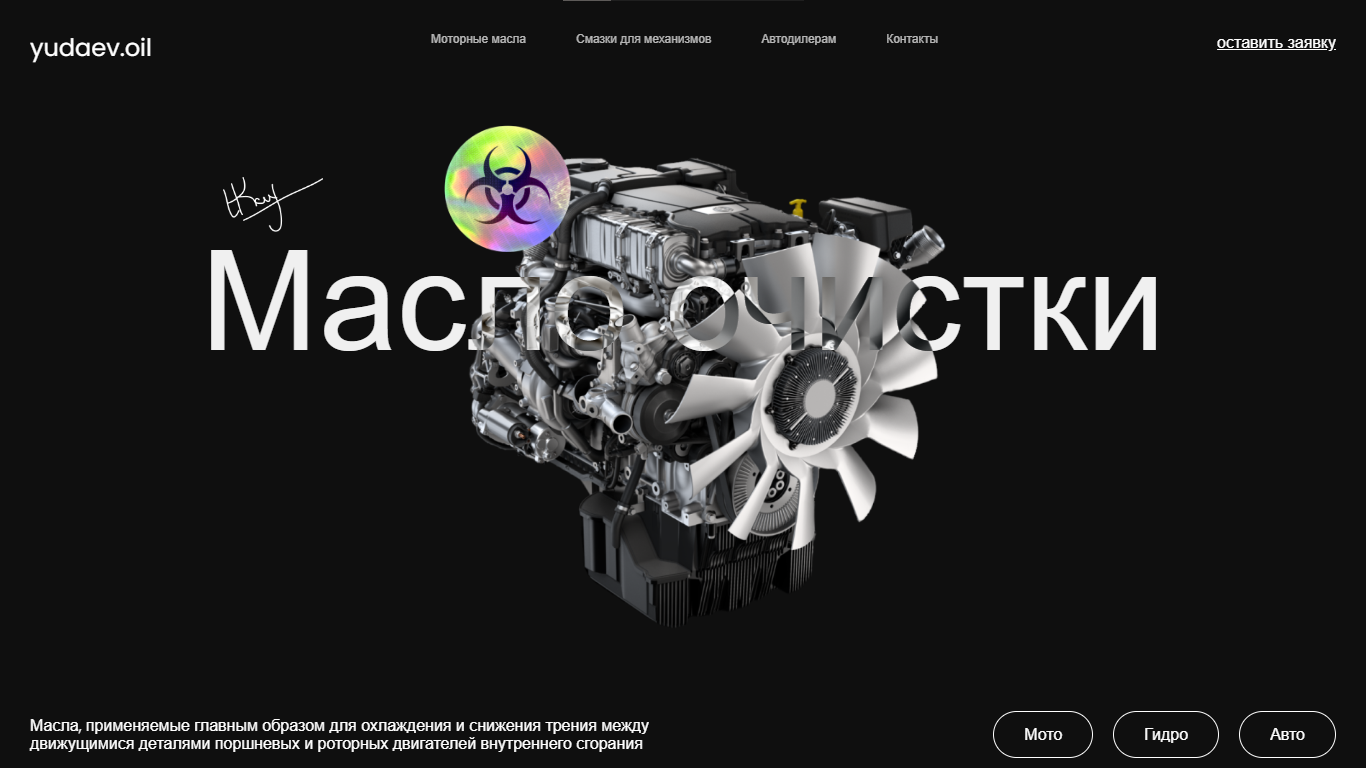 yudaev.oil
Моторные масла
Смазки для механизмов
Автодилерам
Контакты
оставить заявку
Масло очистки
Масла, применяемые главным образом для охлаждения и снижения трения между
движущимися деталями поршневых и роторных двигателей внутреннего сгорания
Мото
Гидро
Авто